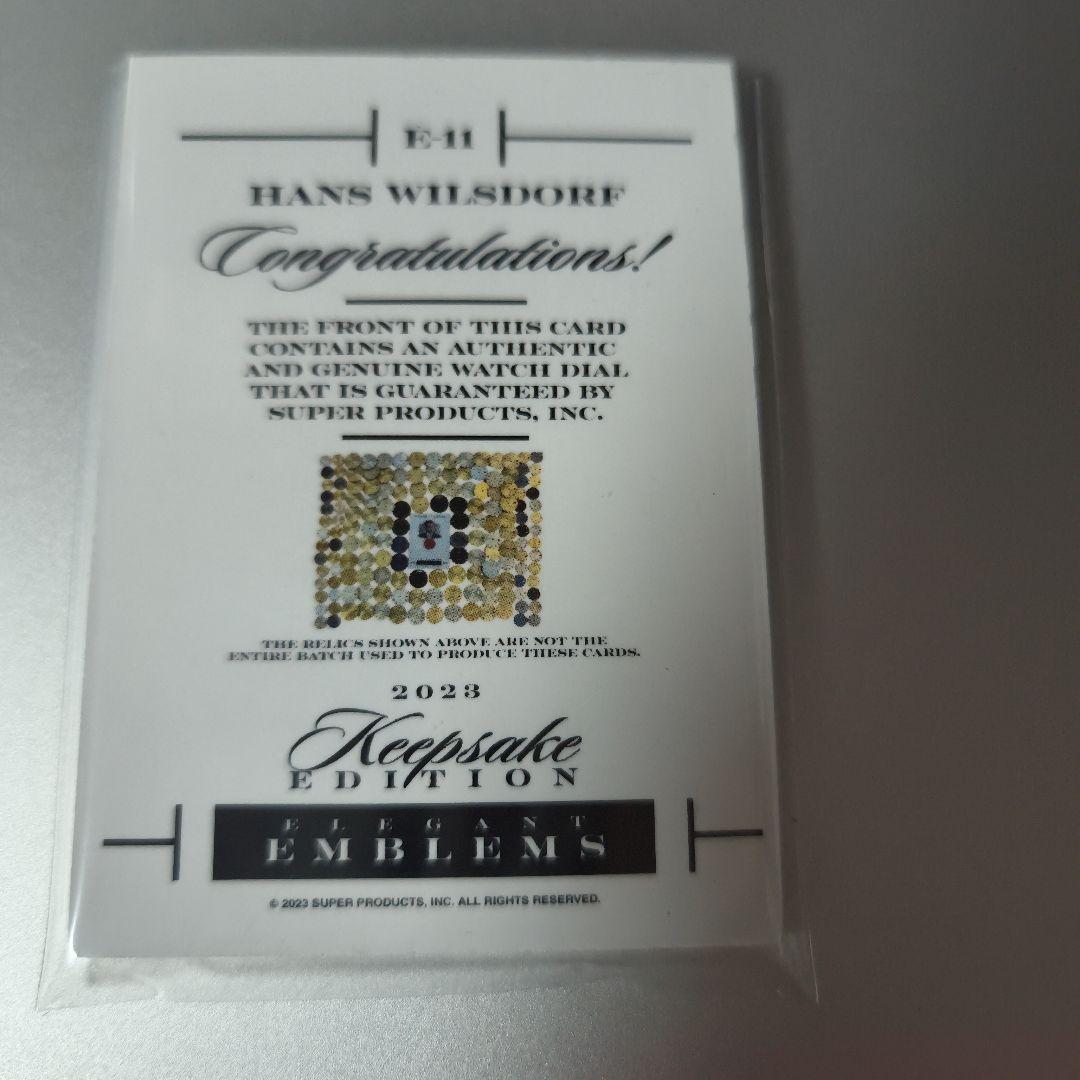 E-11
HANS WILSDORF
Congratulations!
THE FRONT OF THIS CARD
CONTAINS AN AUTHENTIC
AND GENUINE WATCH DIAL
THAT IS GUARANTEED BY
SUPER PRODUCTS, INC.
THE RELICS SHOWN ABOVE ARE NOT THE
ENTIRE BATCH USED TO PRODUCE THESE CARDS.
2023
Keepsake
EDITION
ELEGANT
EMBLEMS
© 2023 SUPER PRODUCTS, INC. ALL RIGHTS RESERVED.